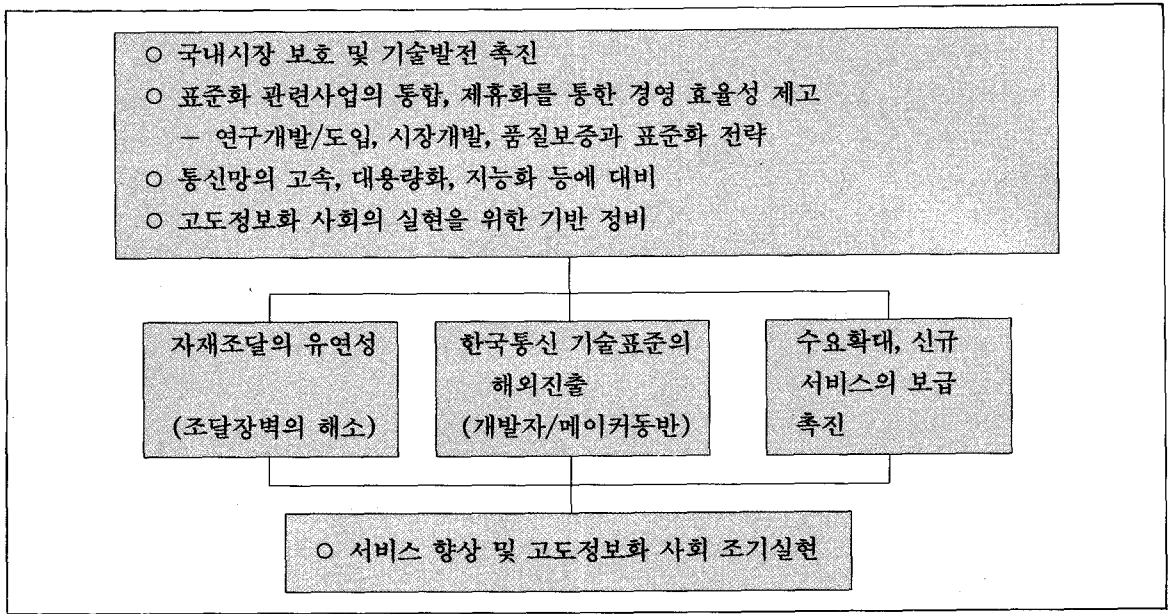 ○ 국내시장 보호 및 기술발전 촉진
○ 표준화 관련사업의 통합, 제휴화를 통한 경영 효율성 제고
– 연구개발/도입, 시장개발, 품질보증과 표준화 전략
○ 통신망의 고속, 대용량화, 지능화 등에 대비
○ 고도정보화 사회의 실현을 위한 기반 정비
자재조달의 유연성
(조달장벽의 해소)
한국통신 기술표준의
해외진출
(개발자/메이커동반)
수요확대, 신규
서비스의 보급
촉진
○ 서비스 향상 및 고도정보화 사회 조기실현